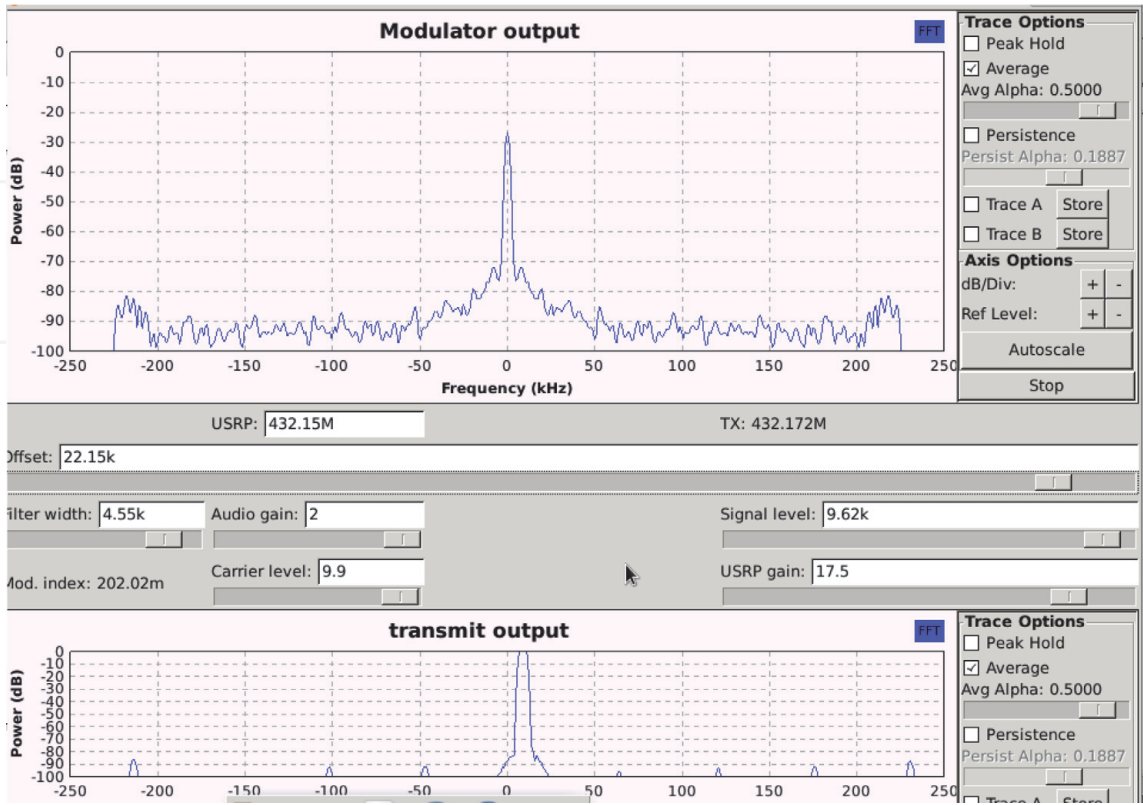 Modulator output
FFT
Power (dB)
0
-10
-20
-30
-40
-50
-60
-70
-80
-90
-100
-250 -200 -150 -100 -50 0 50 100 150 200 250
Frequency (kHz)
Trace Options
Peak Hold
Average
Avg Alpha: 0.5000
Persistence
Persist Alpha: 0.1887
Trace A Store
Trace B Store
Axis Options
dB/Div: + -
Ref Level: + -
Autoscale
Stop
USRP: 432.15M TX: 432.172M
Offset: 22.15k
Filter width: 4.55k Audio gain: 2 Signal level: 9.62k
Mod. index: 202.02m Carrier level: 9.9 USRP gain: 17.5
transmit output
FFT
Power (dB)
0
-10
-20
-30
-40
-50
-60
-70
-80
-90
-100
-250 -200 -150 -100 -50 0 50 100 150 200 250
Trace Options
Peak Hold
Average
Avg Alpha: 0.5000
Persistence
Persist Alpha: 0.1887
Trace A Store